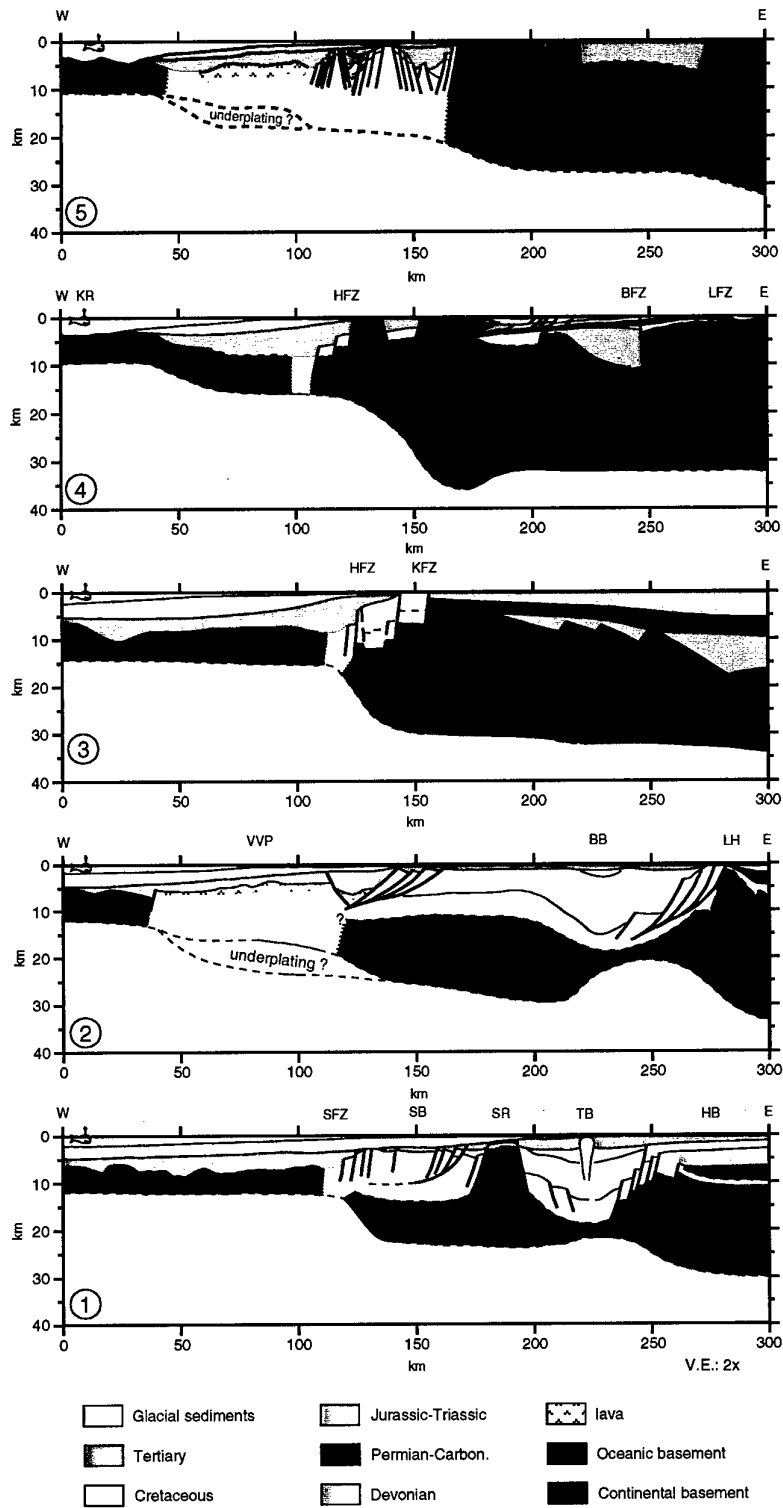 W E
0
10
20
30
40
km
underplating ?
5
0 50 100 150 200 250 300
km
W KR HFZ BFZ LFZ E
0
10
20
30
40
km
4
0 50 100 150 200 250 300
km
W HFZ KFZ E
0
10
20
30
40
km
3
0 50 100 150 200 250 300
km
W VVP BB LH E
0
10
20
30
40
km
?
underplating ?
2
0 50 100 150 200 250 300
km
W SFZ SB SR TB HB E
0
10
20
30
40
km
1
0 50 100 150 200 250 300
km
V.E.: 2x
Glacial sediments Jurassic-Triassic lava
Tertiary Permian-Carbon. Oceanic basement
Cretaceous Devonian Continental basement